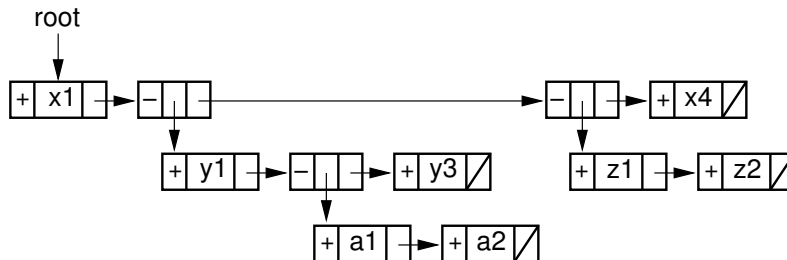 root
+ x1 − − + x4
+ y1 − + y3 + z1 + z2
+ a1 + a2